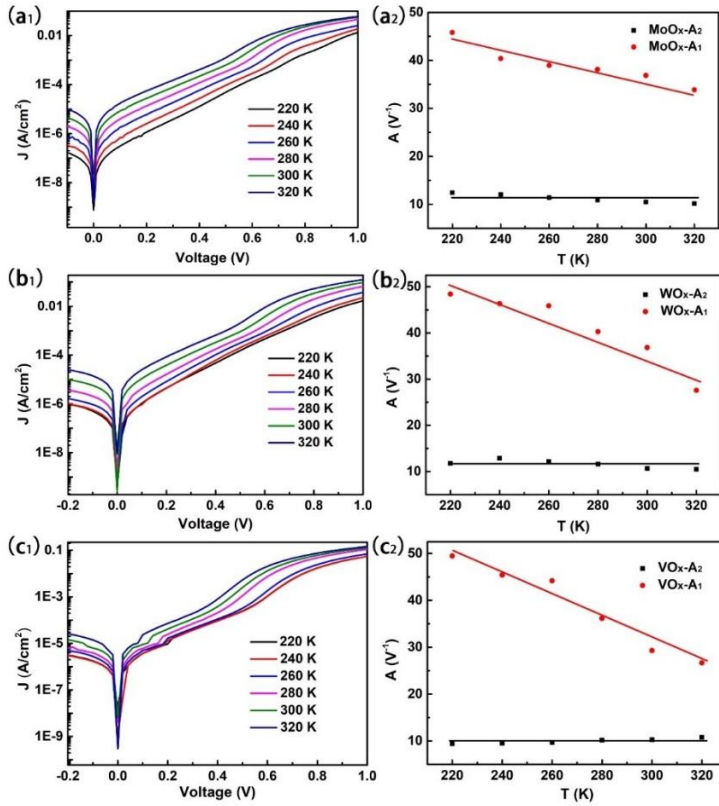 (a1)
0.01
1E-4
1E-6
1E-8
J (A/cm²)
220 K
240 K
260 K
280 K
300 K
320 K
0.0 0.2 0.4 0.6 0.8 1.0
Voltage (V)
(a2)
50
40
30
20
10
A (V⁻¹)
MoOx-A2
MoOx-A1
220 240 260 280 300 320
T (K)
(b1)
0.01
1E-4
1E-6
1E-8
J (A/cm²)
220 K
240 K
260 K
280 K
300 K
320 K
-0.2 0.0 0.2 0.4 0.6 0.8 1.0
Voltage (V)
(b2)
50
40
30
20
10
A (V⁻¹)
WOx-A2
WOx-A1
220 240 260 280 300 320
T (K)
(c1)
0.1
1E-3
1E-5
1E-7
1E-9
J (A/cm²)
220 K
240 K
260 K
280 K
300 K
320 K
-0.2 0.0 0.2 0.4 0.6 0.8 1.0
Voltage (V)
(c2)
50
40
30
20
10
A (V⁻¹)
VOx-A2
VOx-A1
220 240 260 280 300 320
T (K)